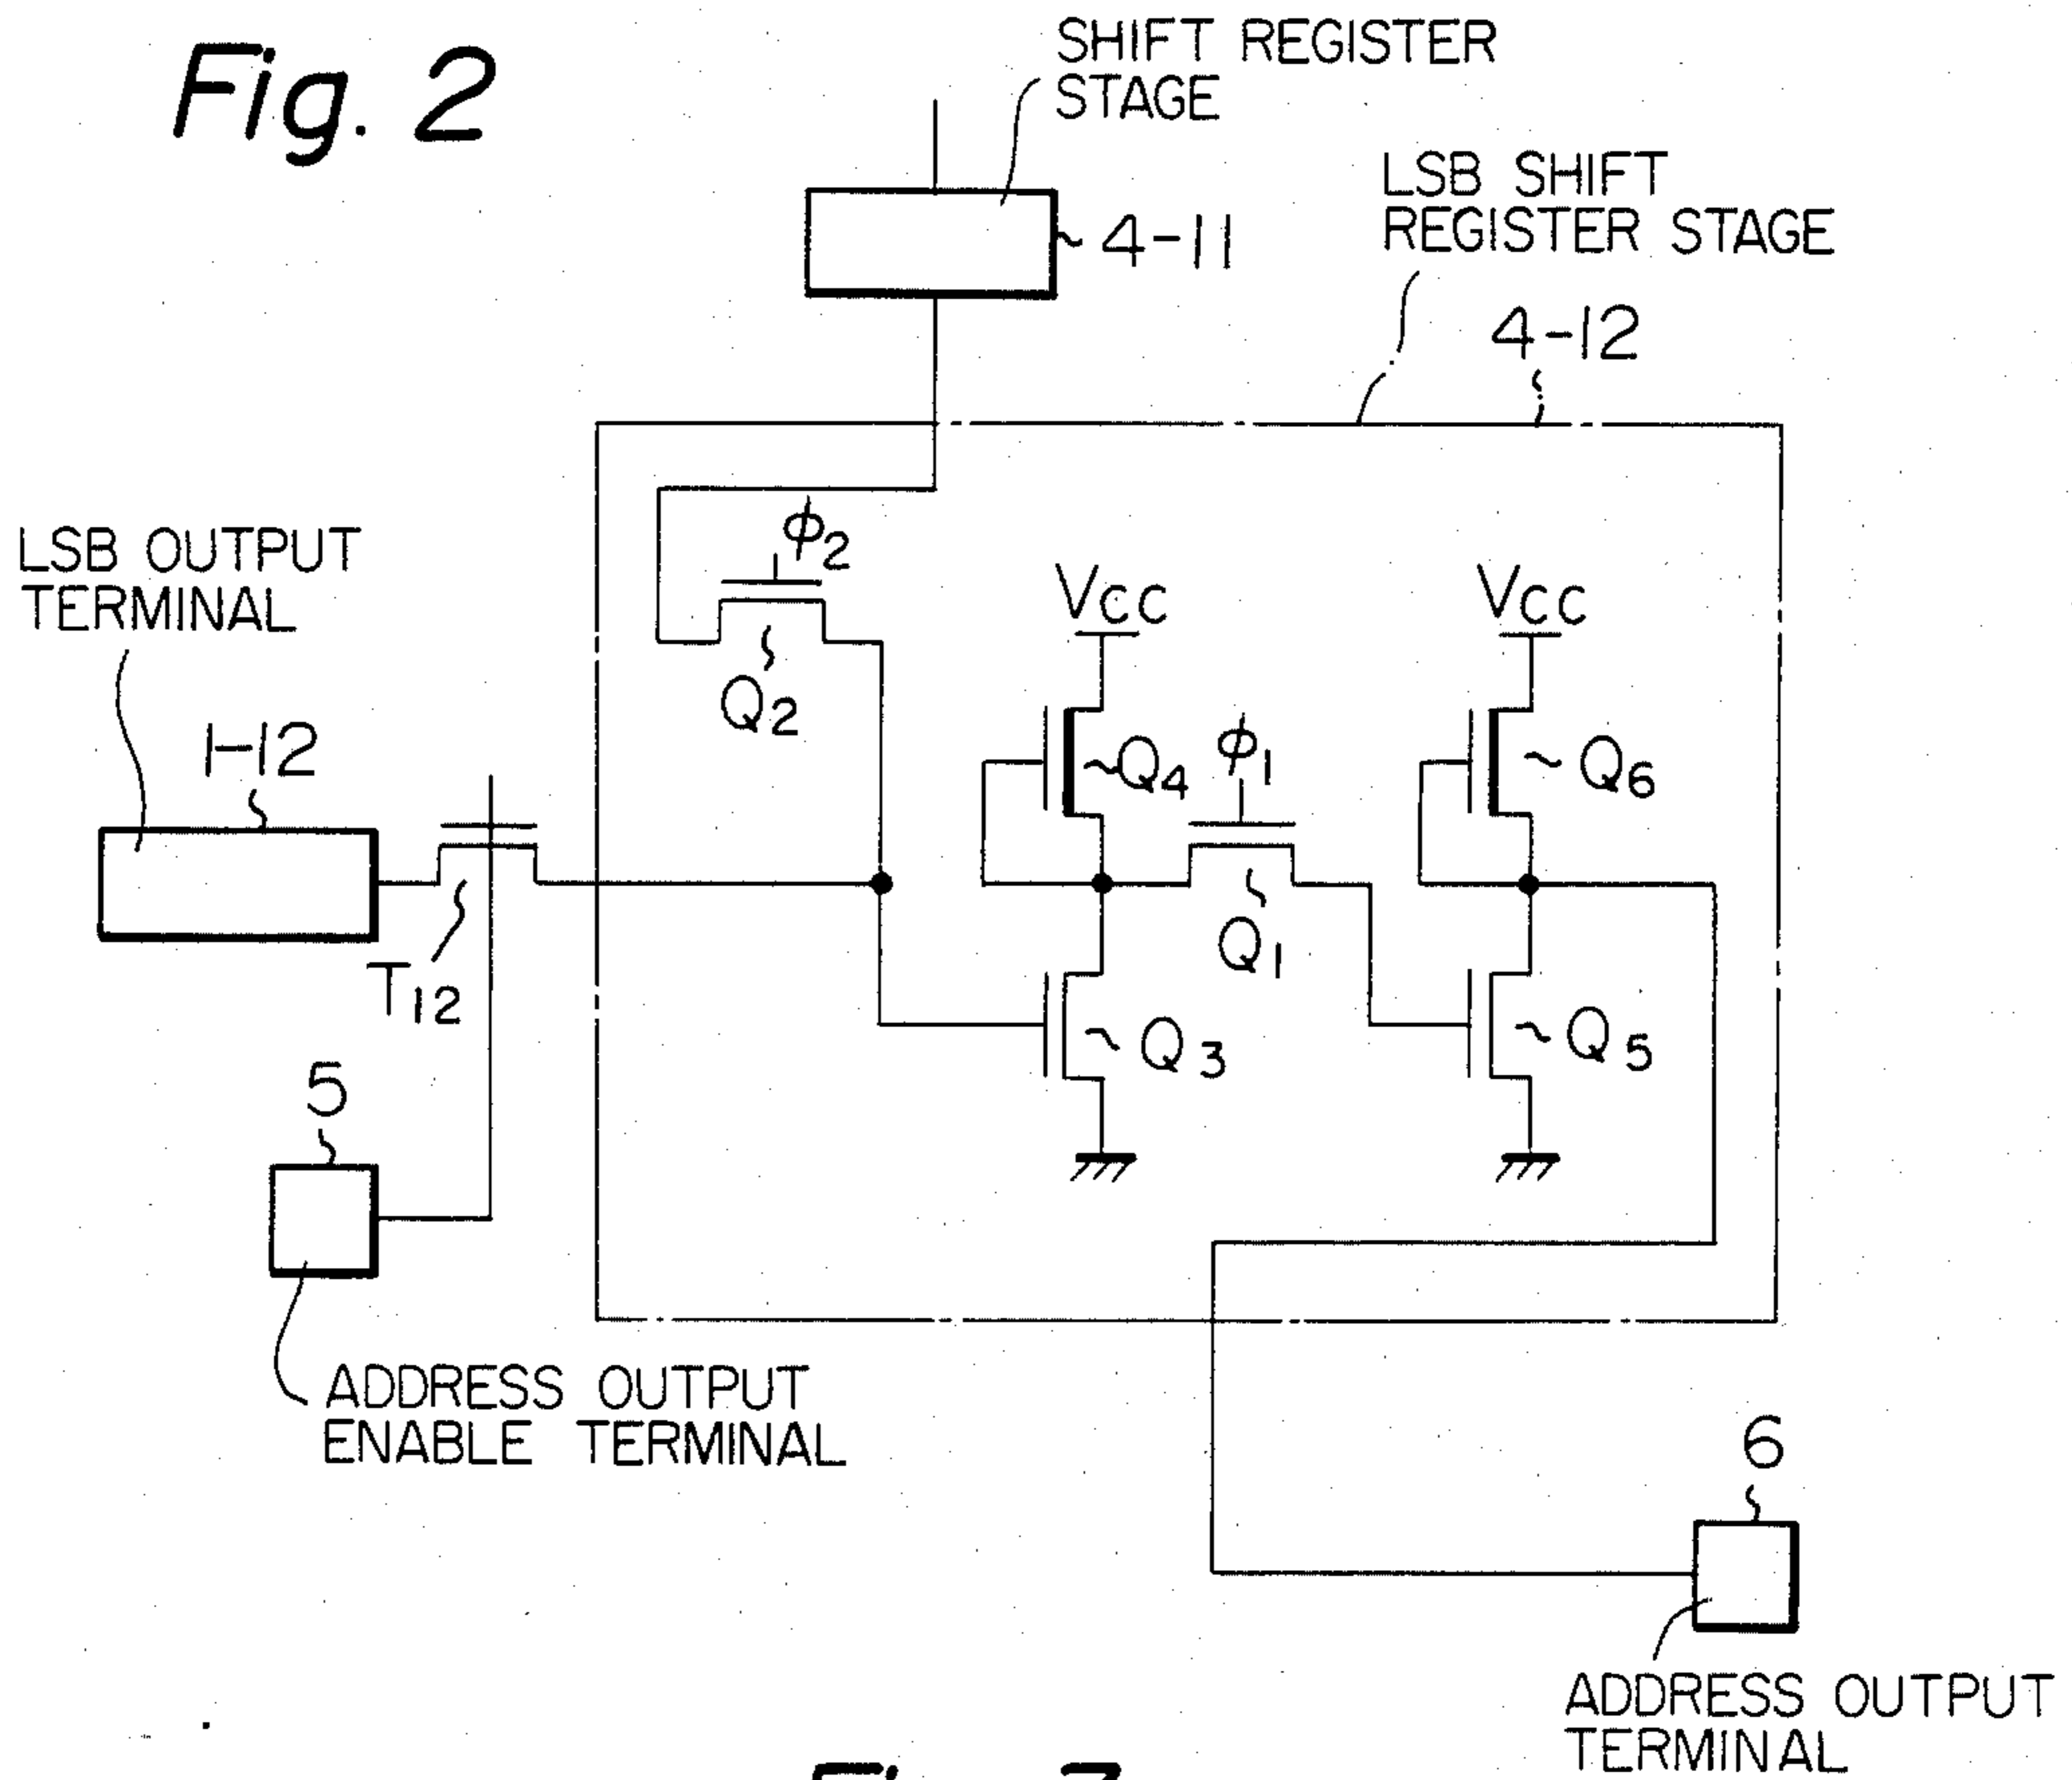 Fig. 2
SHIFT REGISTER
STAGE
4-11
LSB SHIFT
REGISTER STAGE
4-12
LSB OUTPUT
TERMINAL
1-12
ϕ2
Q2
VCC
VCC
Q4
ϕ1
Q6
T12
Q1
Q3
Q5
5
ADDRESS OUTPUT
ENABLE TERMINAL
6
ADDRESS OUTPUT
TERMINAL